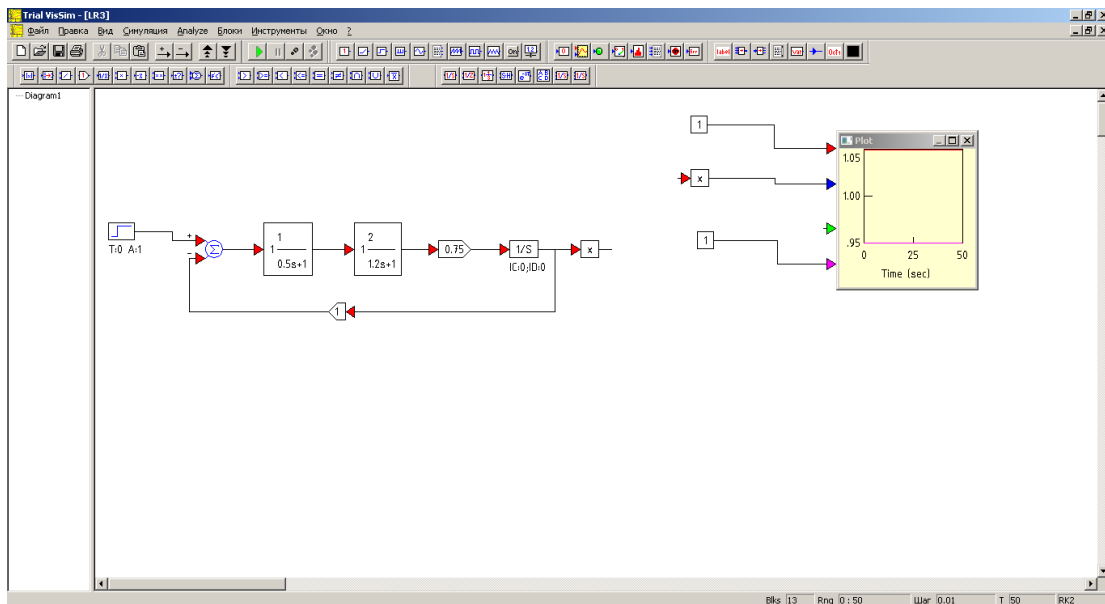 Trial VisSim - [LR3]
Файл Правка Вид Симуляция Analyze Блоки Инструменты Окно ?
Diagram1
1
x
1
Plot
1.05
1.00
.95
0 25 50
Time (sec)
T:0 A:1
+
-
Σ
1
1
0.5s+1
2
1
1.2s+1
0.75
1/S
IC:0;ID:0
x
1
Blks 13 Rng 0 : 50 Шаг 0.01 T 50 RK2